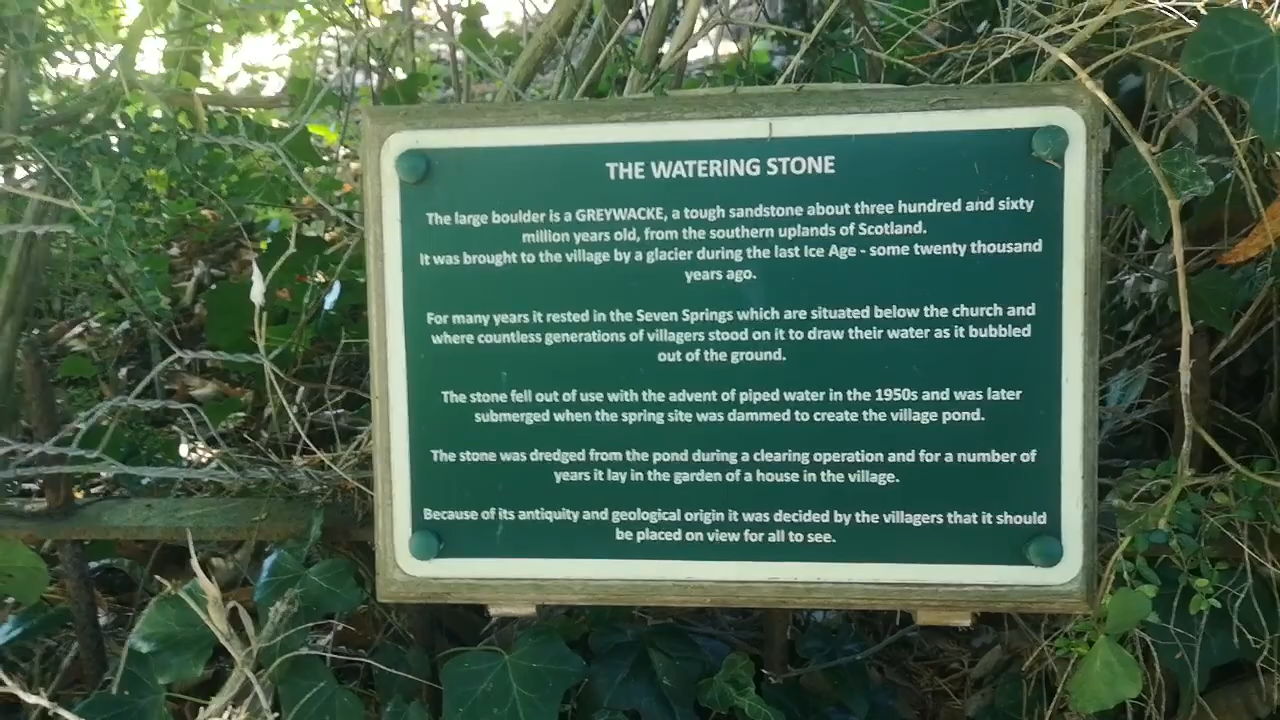 THE WATERING STONE
The large boulder is a GREYWACKE, a tough sandstone about three hundred and sixty
million years old, from the southern uplands of Scotland.
It was brought to the village by a glacier during the last Ice Age - some twenty thousand
years ago.
For many years it rested in the Seven Springs which are situated below the church and
where countless generations of villagers stood on it to draw their water as it bubbled
out of the ground.
The stone fell out of use with the advent of piped water in the 1950s and was later
submerged when the spring site was dammed to create the village pond.
The stone was dredged from the pond during a clearing operation and for a number of
years it lay in the garden of a house in the village.
Because of its antiquity and geological origin it was decided by the villagers that it should
be placed on view for all to see.